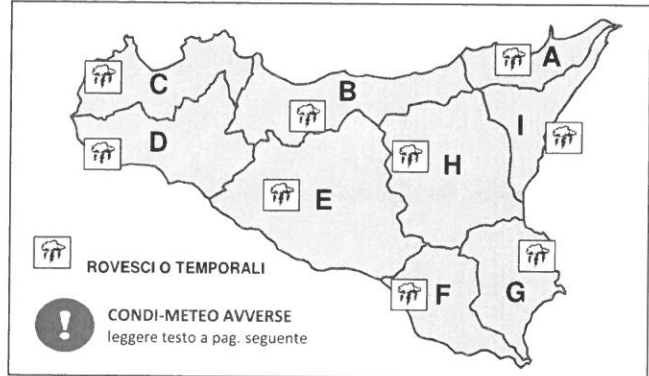 A
B
C
I
D
H
E
F
G
ROVESCI O TEMPORALI
!
CONDI-METEO AVVERSE
leggere testo a pag. seguente